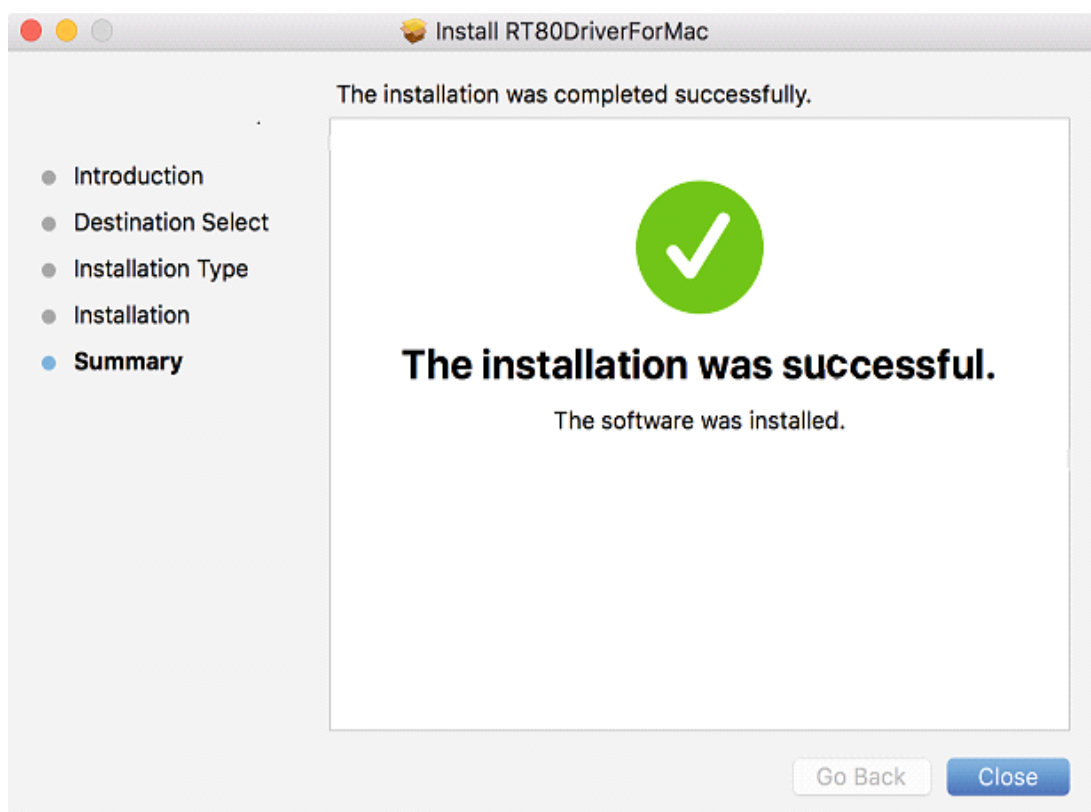 Install RT80DriverForMac
The installation was completed successfully.
Introduction
Destination Select
Installation Type
Installation
Summary
The installation was successful.
The software was installed.
Go Back
Close